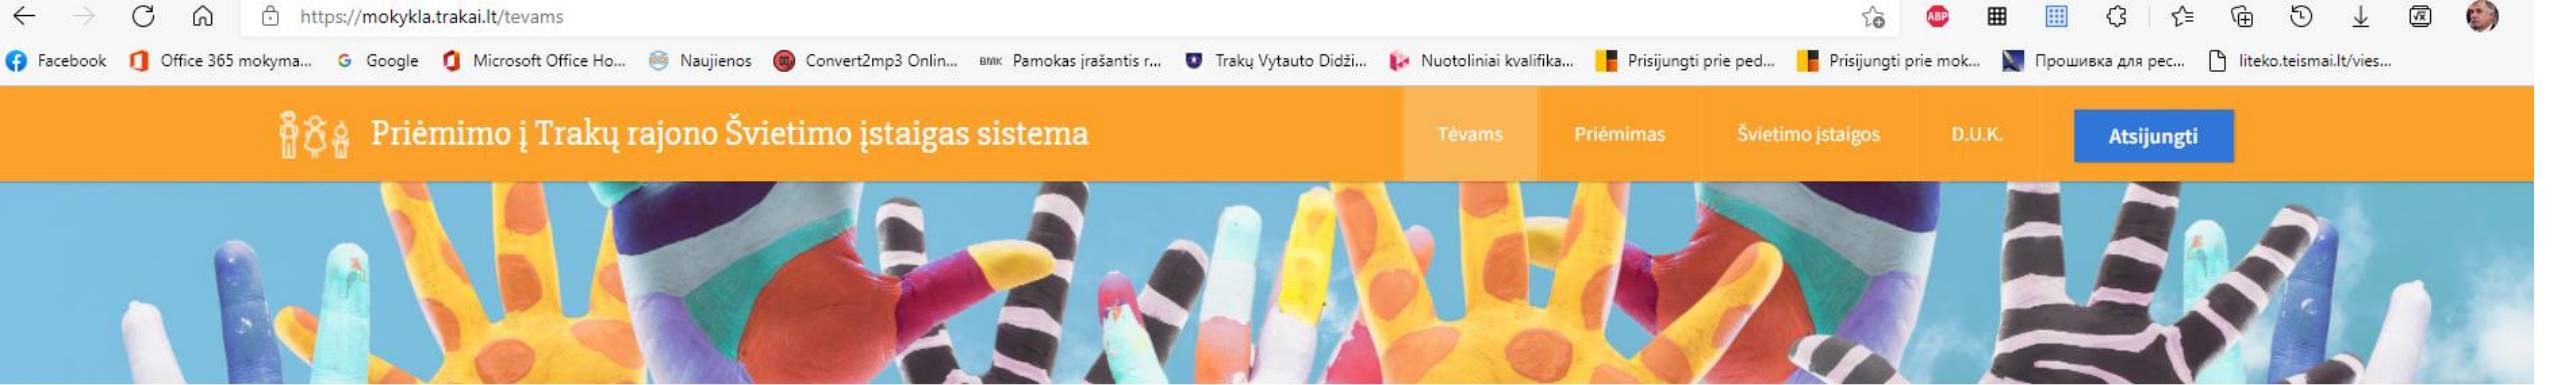 https://mokykla.trakai.lt/tevams
ABP
Facebook Office 365 mokyma... Google Microsoft Office Ho... Naujienos Convert2mp3 Onlin... Pamokas įrašantis r... Trakų Vytauto Didži... Nuotoliniai kvalifika... Prisijungti prie ped... Prisijungti prie mok... Прошивка для рес... liteko.teismai.lt/vies...
Priėmimo į Trakų rajono Švietimo įstaigas sistema Tėvams Priėmimas Švietimo įstaigos D.U.K. Atsijungti